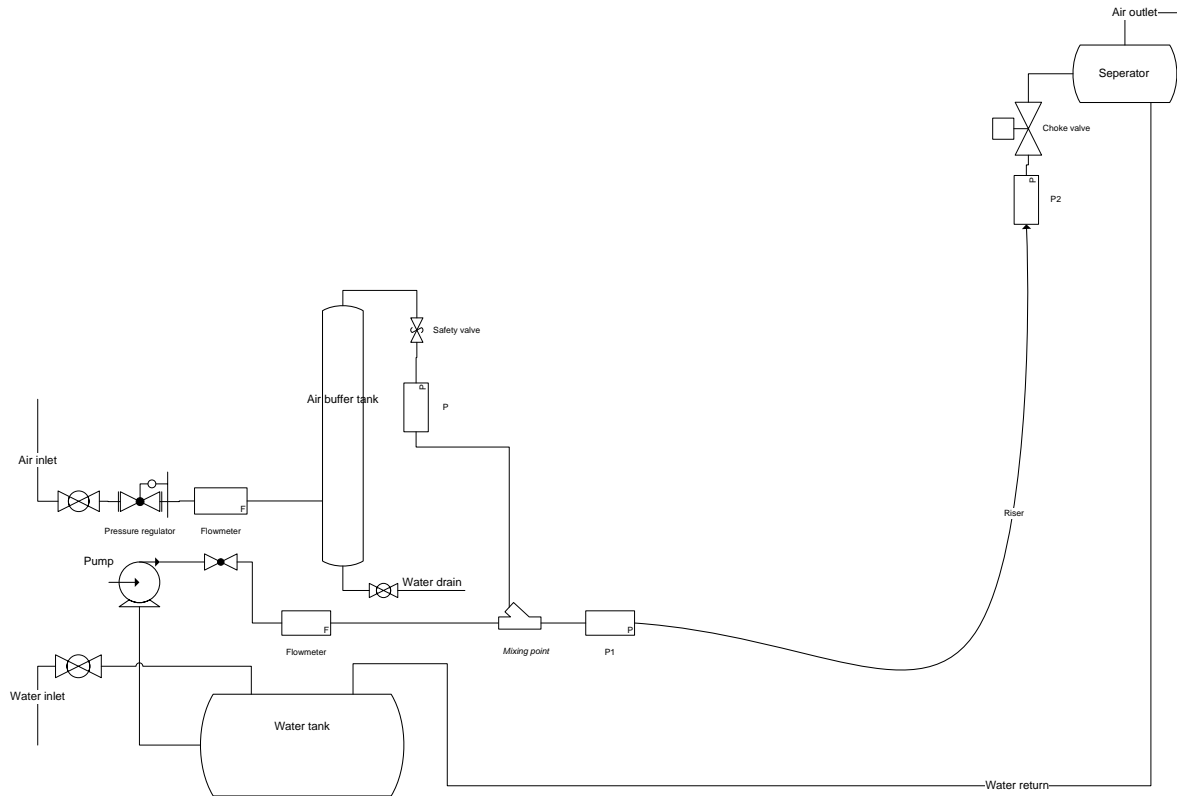 Air outlet
Seperator
Choke valve
P
P2
Safety valve
P
Air buffer tank
P
Air inlet
F
Riser
Pressure regulator
Flowmeter
Pump
Water drain
F
P
Flowmeter
Mixing point
P1
Water inlet
Water tank
Water return